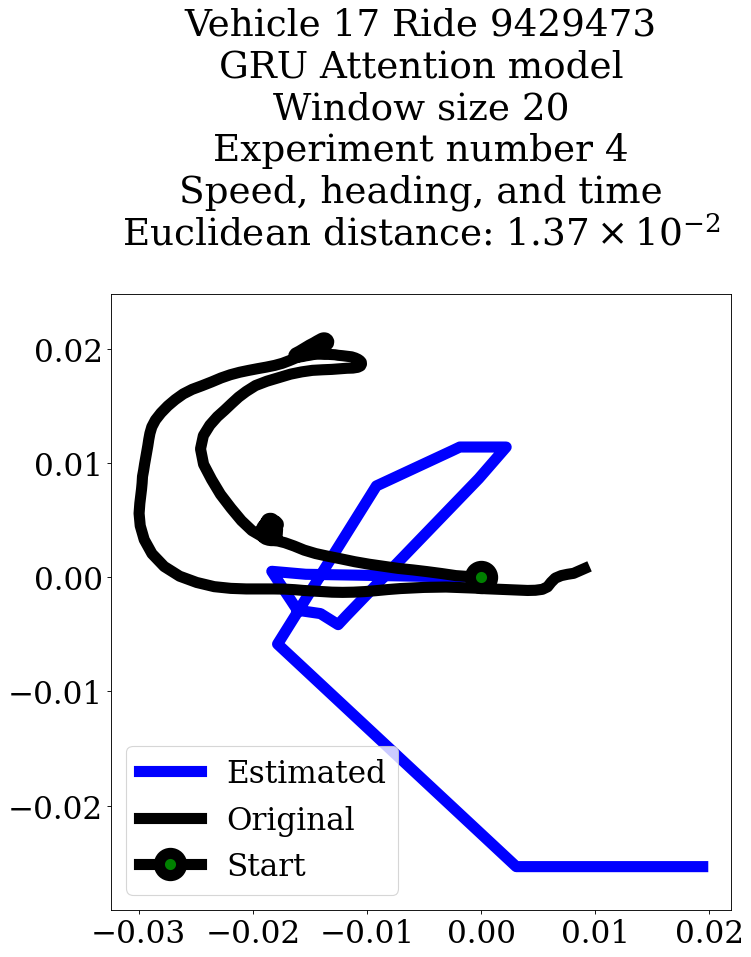 Vehicle 17 Ride 9429473
GRU Attention model
Window size 20
Experiment number 4
Speed, heading, and time
Euclidean distance: 1.37 × 10⁻²
0.02
0.01
0.00
−0.01
−0.02
Estimated
Original
Start
−0.03 −0.02 −0.01 0.00 0.01 0.02